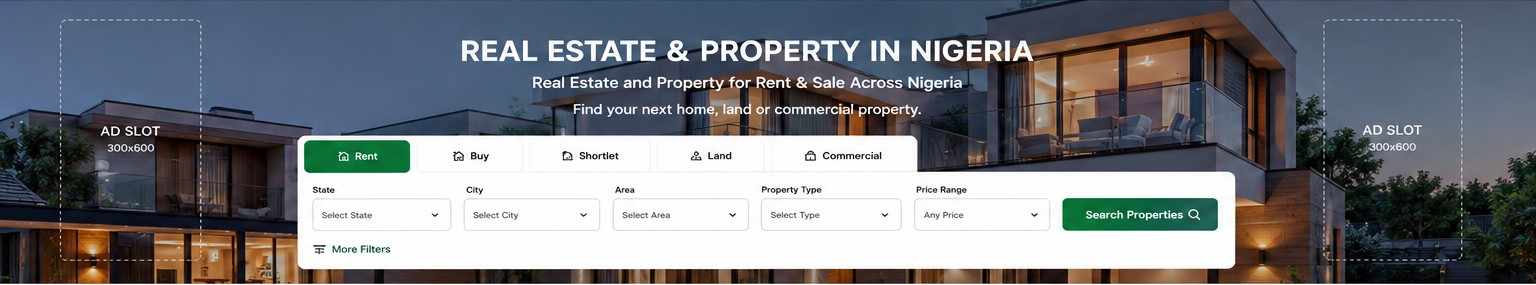 REAL ESTATE & PROPERTY IN NIGERIA
Real Estate and Property for Rent & Sale Across Nigeria
Find your next home, land or commercial property.
AD SLOT
300x600
AD SLOT
300x600
Rent
Buy
Shortlet
Land
Commercial
State
City
Area
Property Type
Price Range
Select State
Select City
Select Area
Select Type
Any Price
Search Properties
More Filters